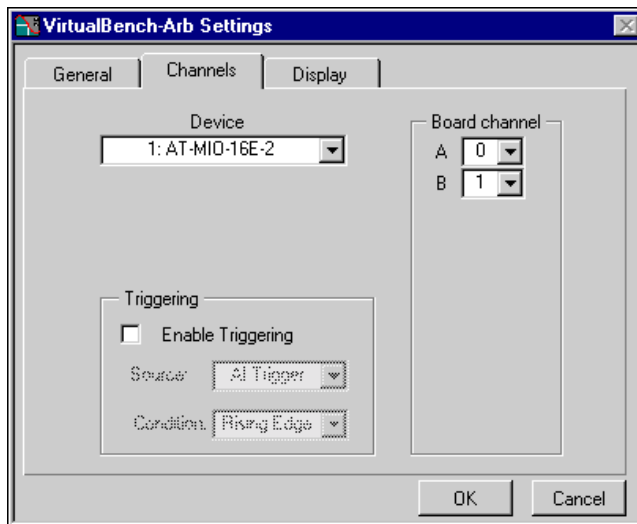 VirtualBench-Arb Settings
General
Channels
Display
Device
1: AT-MIO-16E-2
Board channel
A 0
B 1
Triggering
Enable Triggering
Source: AI Trigger
Condition: Rising Edge
OK
Cancel